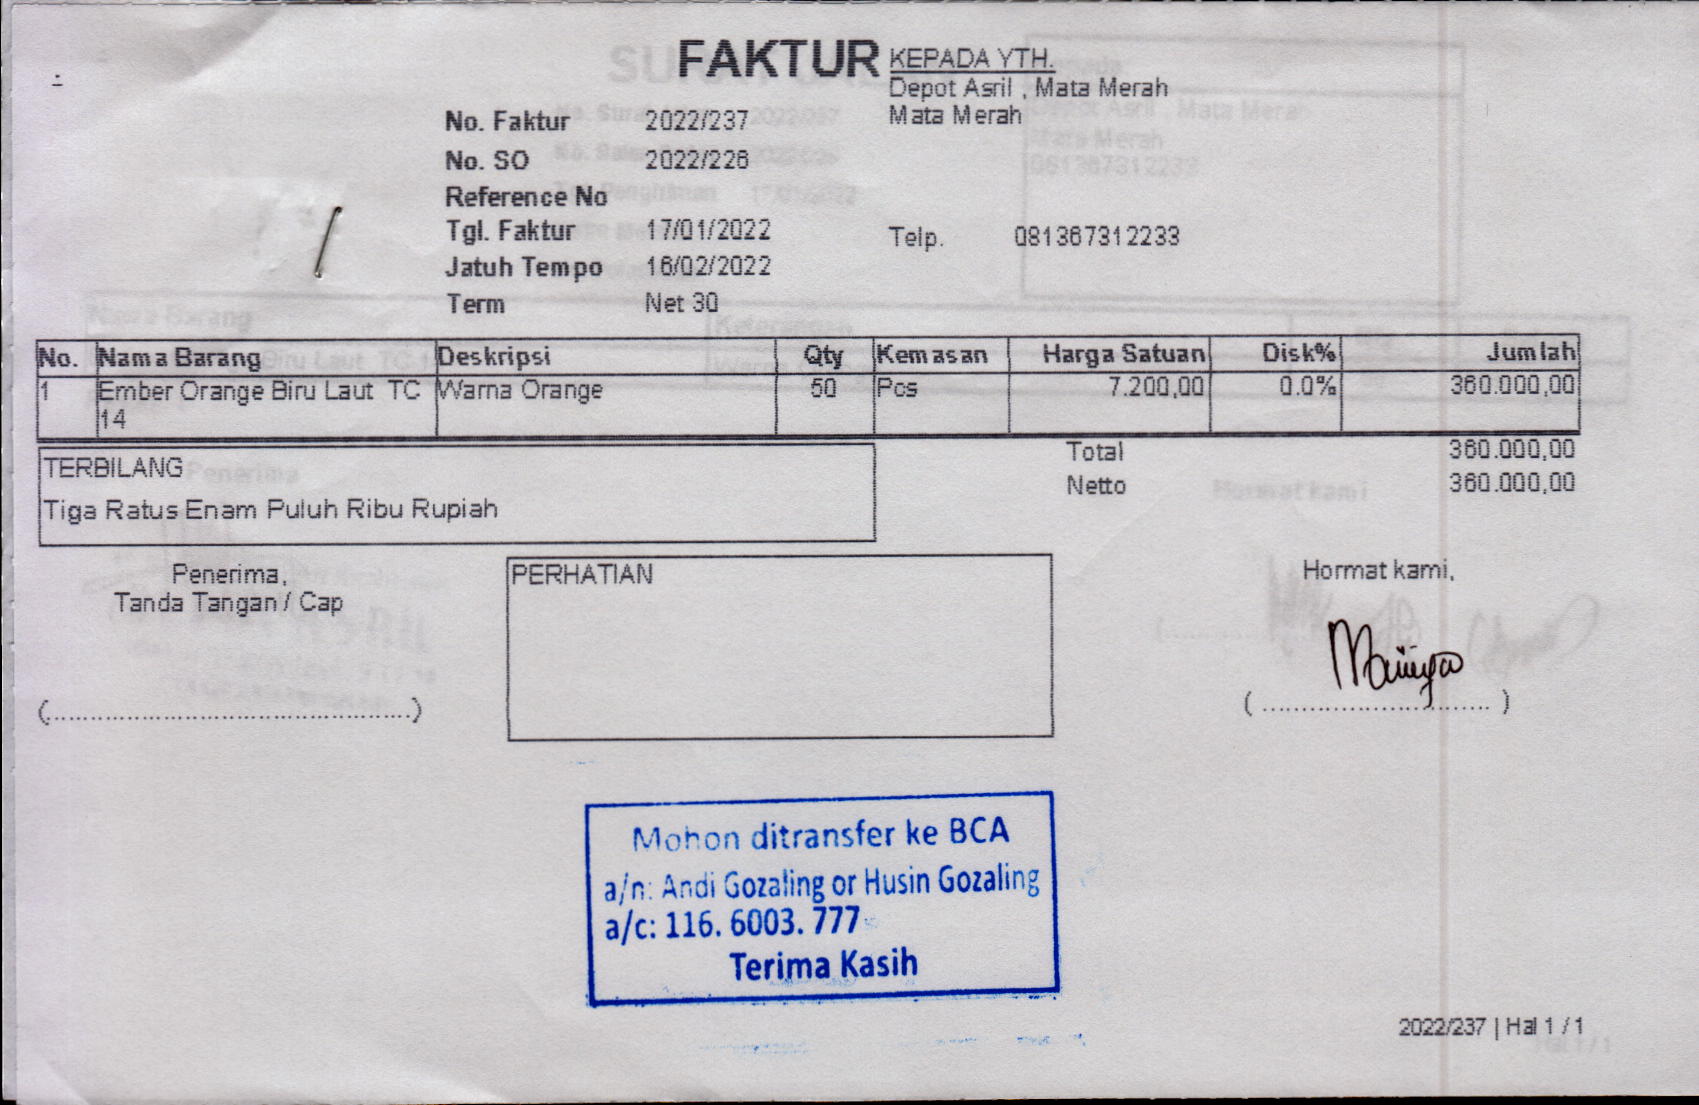 FAKTUR
KEPADA YTH.
Depot Asril , Mata Merah
Mata Merah
No. Faktur 2022/237
No. SO 2022/226
Reference No
Tgl. Faktur 17/01/2022
Telp. 081367312233
Jatuh Tempo 16/02/2022
Term Net 30
No. Nama Barang Deskripsi Qty Kemasan Harga Satuan Disk% Jumlah
1 Ember Orange Biru Laut TC Warna Orange 50 Pcs 7.200,00 0.0% 360.000,00
14
Total 360.000,00
TERBILANG
Netto 360.000,00
Tiga Ratus Enam Puluh Ribu Rupiah
Penerima,
Tanda Tangan / Cap
PERHATIAN
Hormat kami,
(...............................................)
( .............................. )
Mohon ditransfer ke BCA
a/n: Andi Gozaling or Husin Gozaling
a/c: 116. 6003. 777
Terima Kasih
2022/237 | Hal 1 / 1